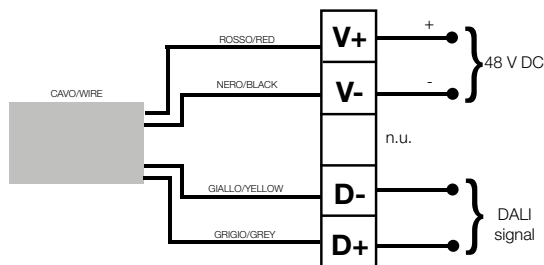 ROSSO/RED
V+
+
48 V DC
NERO/BLACK
V-
-
CAVO/WIRE
n.u.
GIALLO/YELLOW
D-
DALI
signal
GRIGIO/GREY
D+